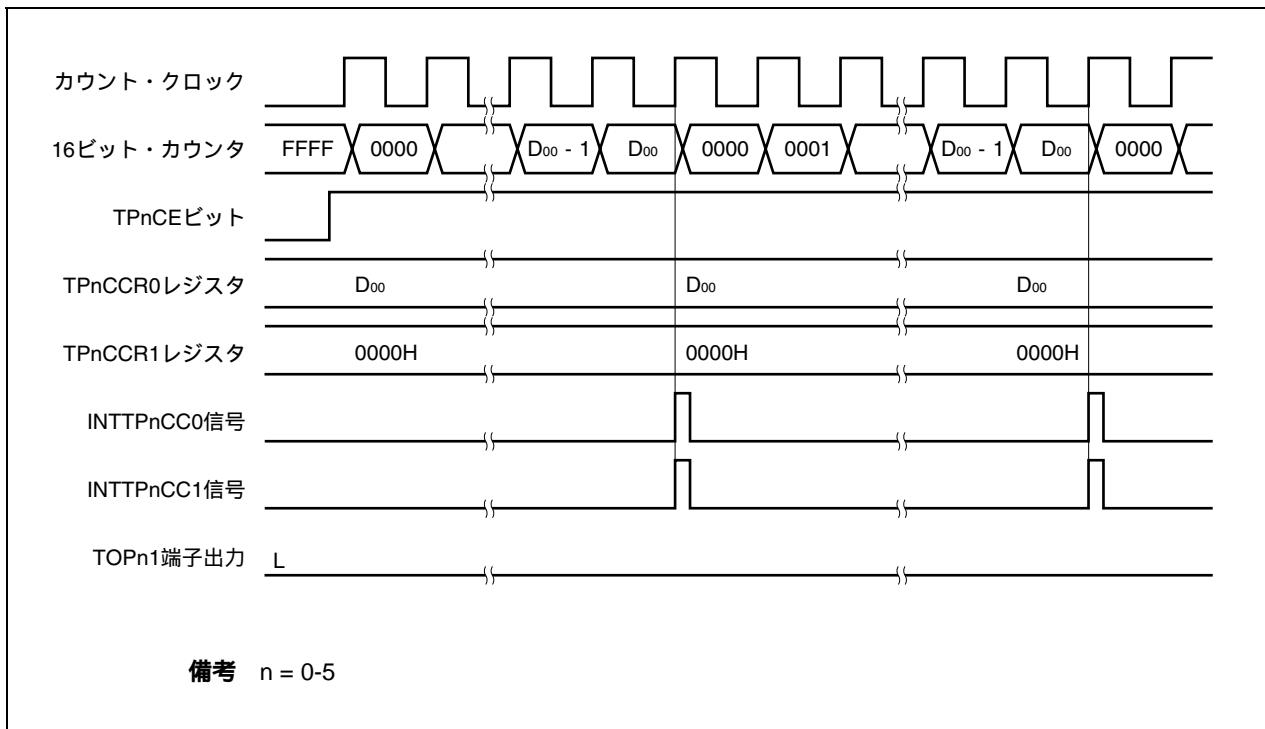 カウント・クロック
16ビット・カウンタ FFFF 0000 D00 - 1 D00 0000 0001 D00 - 1 D00 0000
TPnCEビット
TPnCCR0レジスタ D00 D00 D00
TPnCCR1レジスタ 0000H 0000H 0000H
INTTPnCC0信号
INTTPnCC1信号
TOPn1端子出力 L
備考 n = 0-5